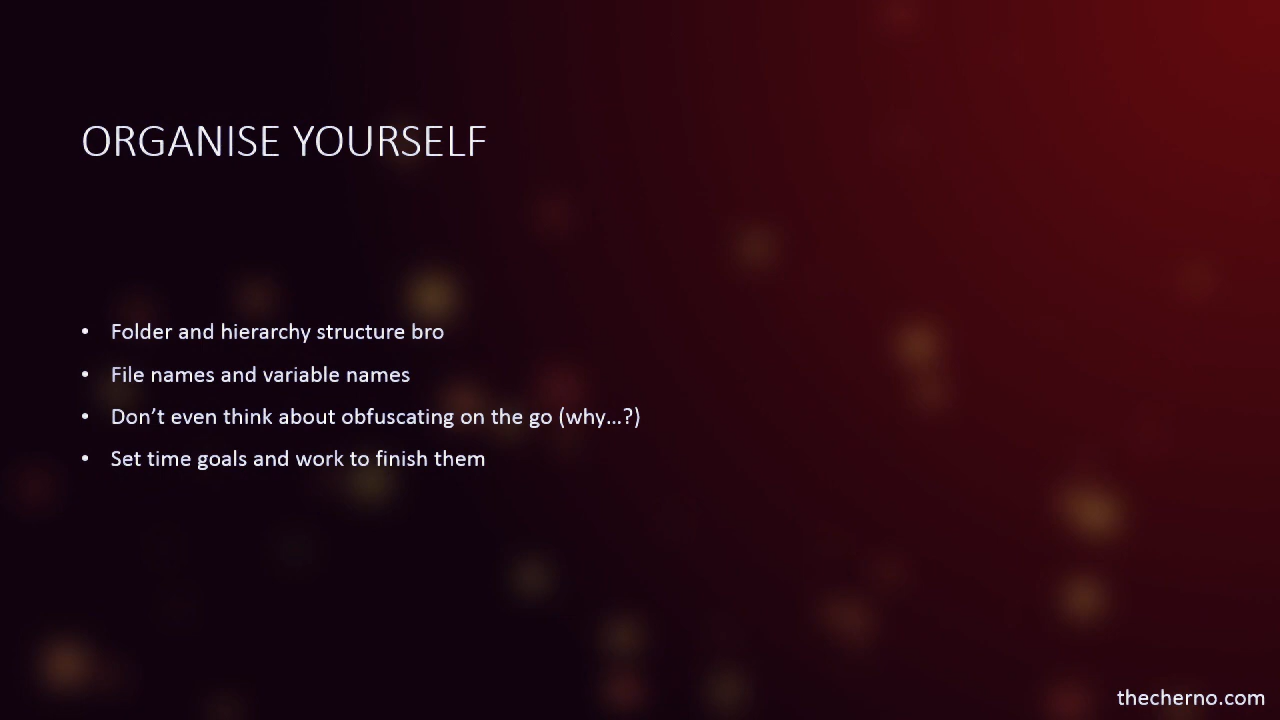 ORGANISE YOURSELF
• Folder and hierarchy structure bro
• File names and variable names
• Don’t even think about obfuscating on the go (why…?)
• Set time goals and work to finish them
thecherno.com